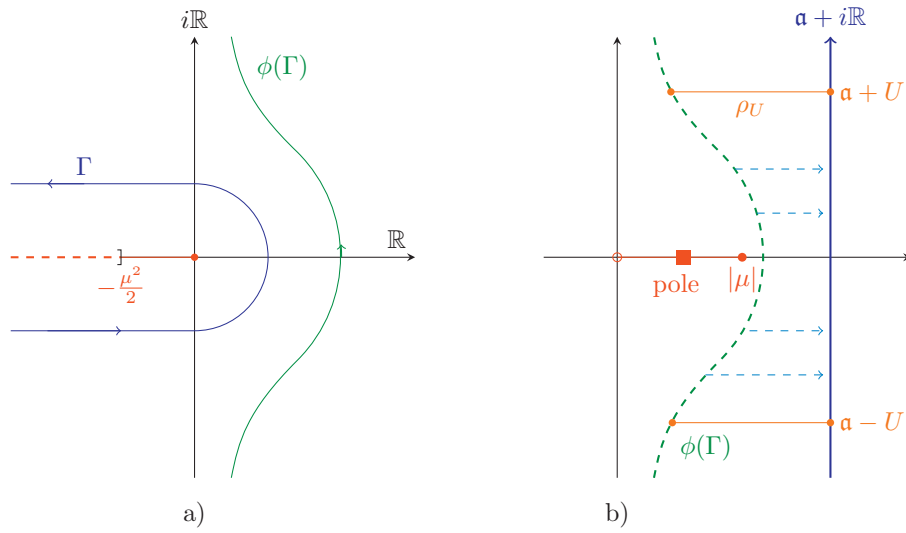 iℝ
ϕ(Γ)
Γ
ℝ
−μ²/2
a)
𝔞 + iℝ
𝔞 + U
ρ_U
pole
|μ|
𝔞 − U
ϕ(Γ)
b)